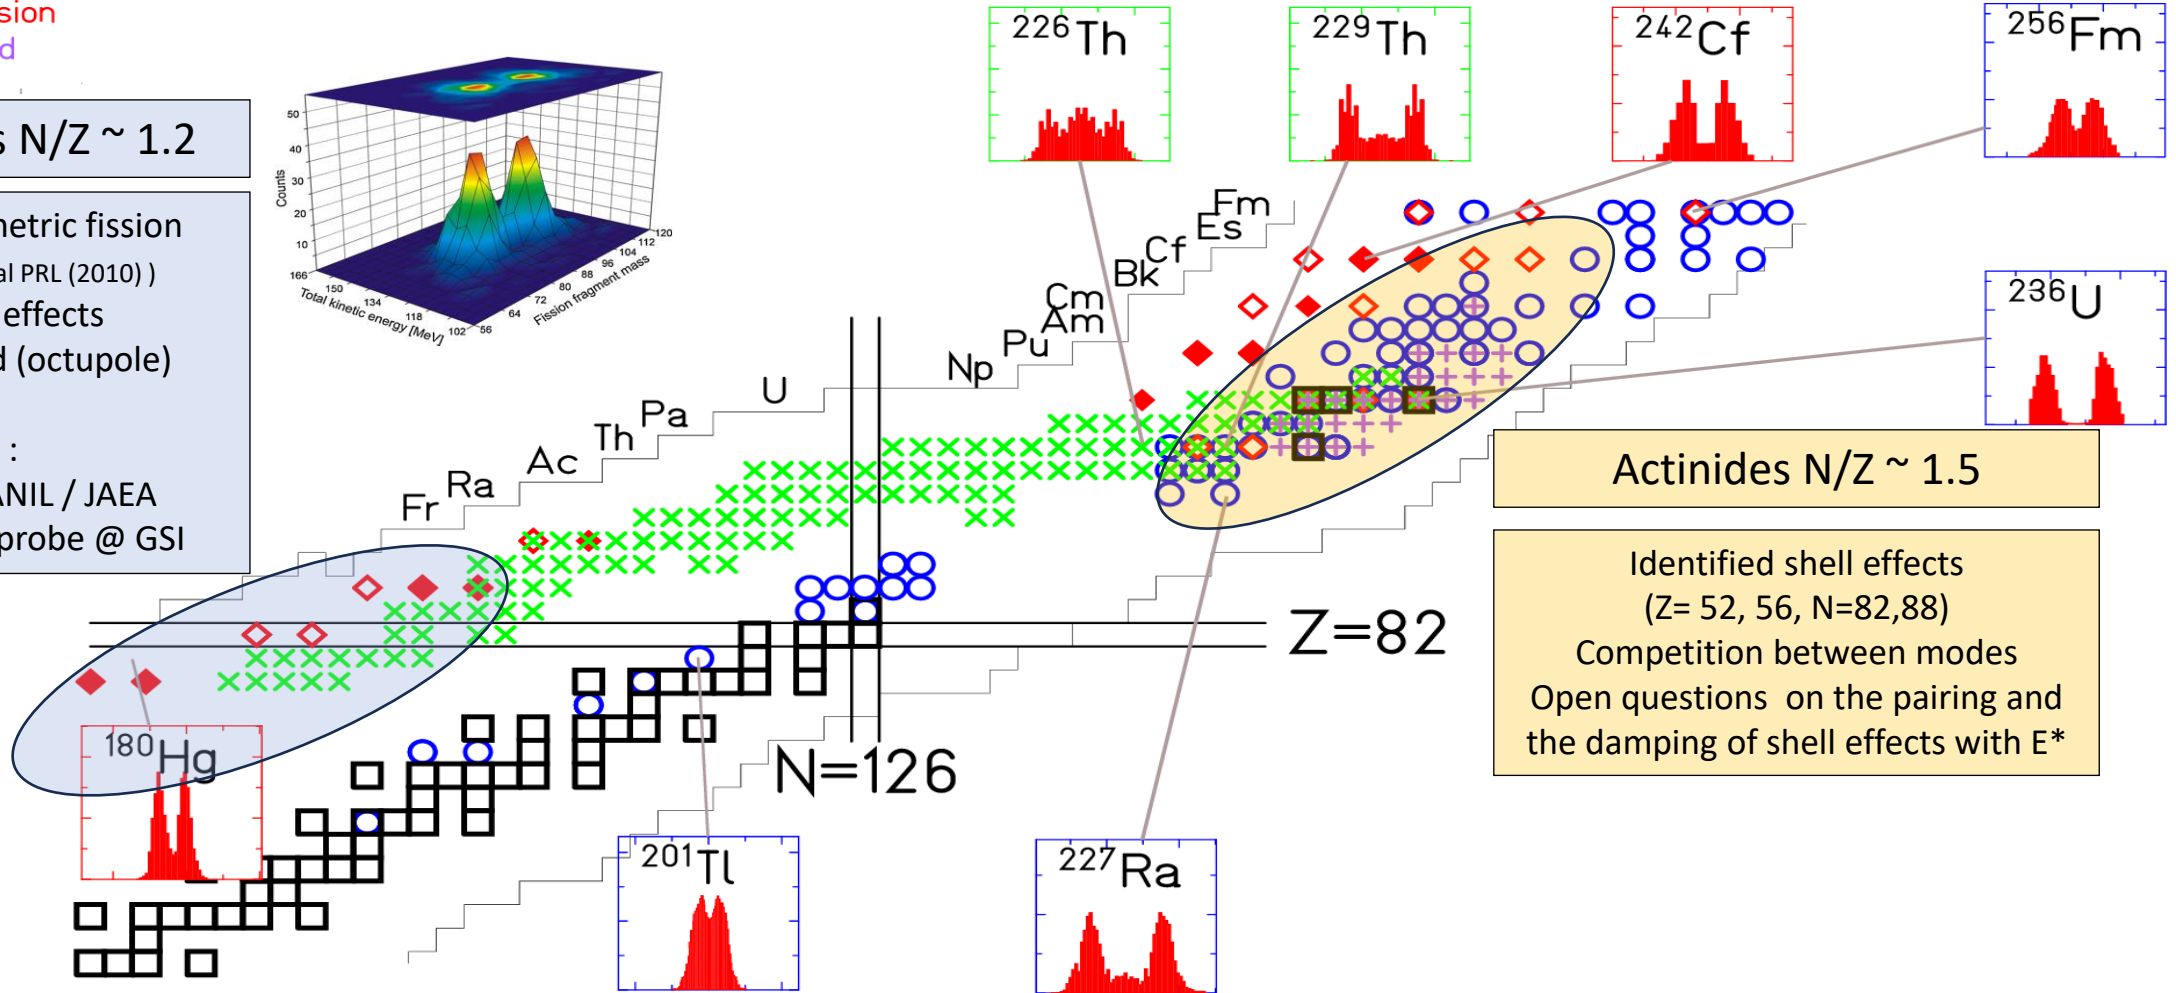 sion
d
s N/Z ~ 1.2
netric fission
al PRL (2010) )
effects
d (octupole)
:
ANIL / JAEA
probe @ GSI
Counts
50
40
30
20
10
166
150
134
118
102
Total kinetic energy [MeV]
56
64
72
80
88
96
104
112
120
Fission fragment mass
226Th
229Th
242Cf
256Fm
236U
Fm
Es
Cf
Bk
Cm
Am
Pu
Np
U
Pa
Th
Ac
Ra
Fr
Z=82
N=126
180Hg
201Tl
227Ra
Actinides N/Z ~ 1.5
Identified shell effects
(Z= 52, 56, N=82,88)
Competition between modes
Open questions on the pairing and
the damping of shell effects with E*